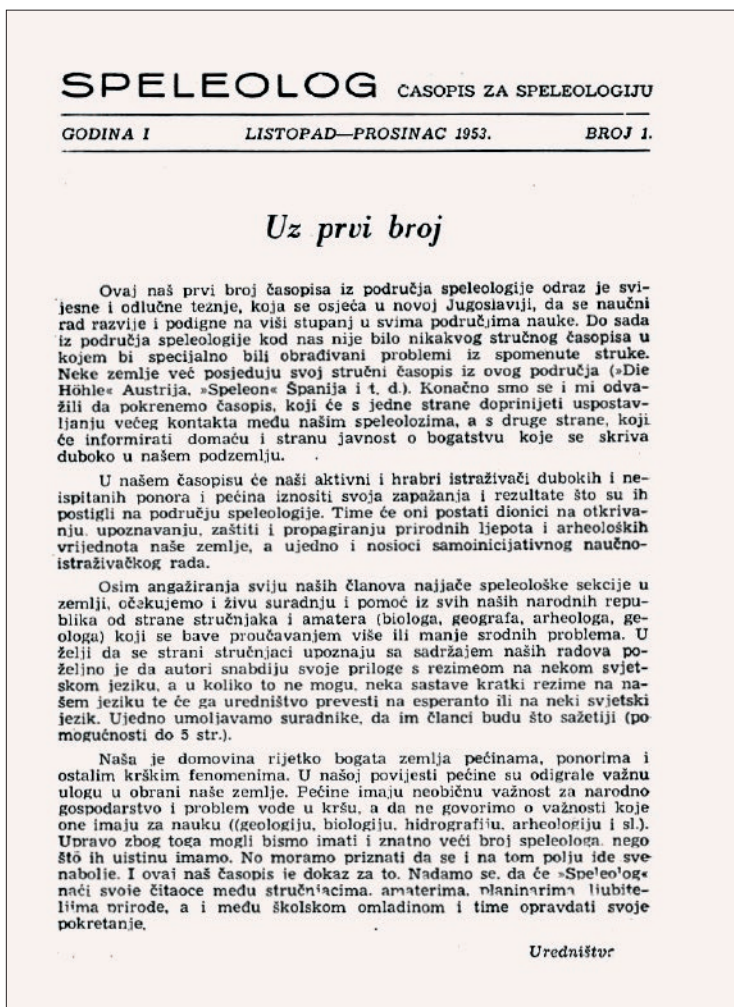 SPELEOLOG ČASOPIS ZA SPELEOLOGIJU
GODINA I LISTOPAD—PROSINAC 1953. BROJ 1.
Uz prvi broj
Ovaj naš prvi broj časopisa iz područja speleologije odraz je svi-
jesne i odlučne težnje, koja se osjeća u novoj Jugoslaviji, da se naučni
rad razvije i podigne na viši stupanj u svima područjima nauke. Do sada
iz područja speleologije kod nas nije bilo nikakvog stručnog časopisa u
kojem bi specijalno bili obrađivani problemi iz spomenute struke.
Neke zemlje već posjeduju svoj stručni časopis iz ovog područja (»Die
Höhle« Austrija, »Speleon« Španija i t. d.). Konačno smo se i mi odva-
žili da pokrenemo časopis, koji će s jedne strane doprinijeti uspostav-
ljanju većeg kontakta među našim speleolozima, a s druge strane, koji
će informirati domaću i stranu javnost o bogatstvu koje se skriva
duboko u našem podzemlju.
U našem časopisu će naši aktivni i hrabri istraživači dubokih i ne-
ispitanih ponora i pećina iznositi svoja zapažanja i rezultate što su ih
postigli na području speleologije. Time će oni postati dionici na otkriva-
nju, upoznavanju, zaštiti i propagiranju prirodnih ljepota i arheoloških
vrijednota naše zemlje, a ujedno i nosioci samoinicijativnog naučno-
istraživačkog rada.
Osim angažiranja sviju naših članova najjače speleološke sekcije u
zemlji, očekujemo i živu suradnju i pomoć iz svih naših narodnih repu-
blika od strane stručnjaka i amatera (biologa, geografa, arheologa, ge-
ologa) koji se bave proučavanjem više ili manje srodnih problema. U
želji da se strani stručnjaci upoznaju sa sadržajem naših radova po-
željno je da autori snabdiju svoje priloge s rezimeom na nekom svjet-
skom jeziku, a u koliko to ne mogu, neka sastave kratki rezime na na-
šem jeziku te će ga uredništvo prevesti na esperanto ili na neki svjetski
jezik. Ujedno umoljavamo suradnike, da im članci budu što sažetiji (po
mogućnosti do 5 str.).
Naša je domovina rijetko bogata zemlja pećinama, ponorima i
ostalim krškim fenomenima. U našoj povijesti pećine su odigrale važnu
ulogu u obrani naše zemlje. Pećine imaju neobičnu važnost za narodno
gospodarstvo i problem vode u kršu, a da ne govorimo o važnosti koje
one imaju za nauku ((geologiju, biologiju, hidrografiju, arheologiju i sl.).
Upravo zbog toga mogli bismo imati i znatno veći broj speleologa, nego
što ih uistinu imamo. No moramo priznati da se i na tom polju ide sve
nabolje. I ovaj naš časopis je dokaz za to. Nadamo se, da će »Speleolog«
naći svoje čitaoce među stručnjacima, amaterima, planinarima ljubite-
ljima prirode, a i među školskom omladinom i time opravdati svoje
pokretanje.
Uredništvo